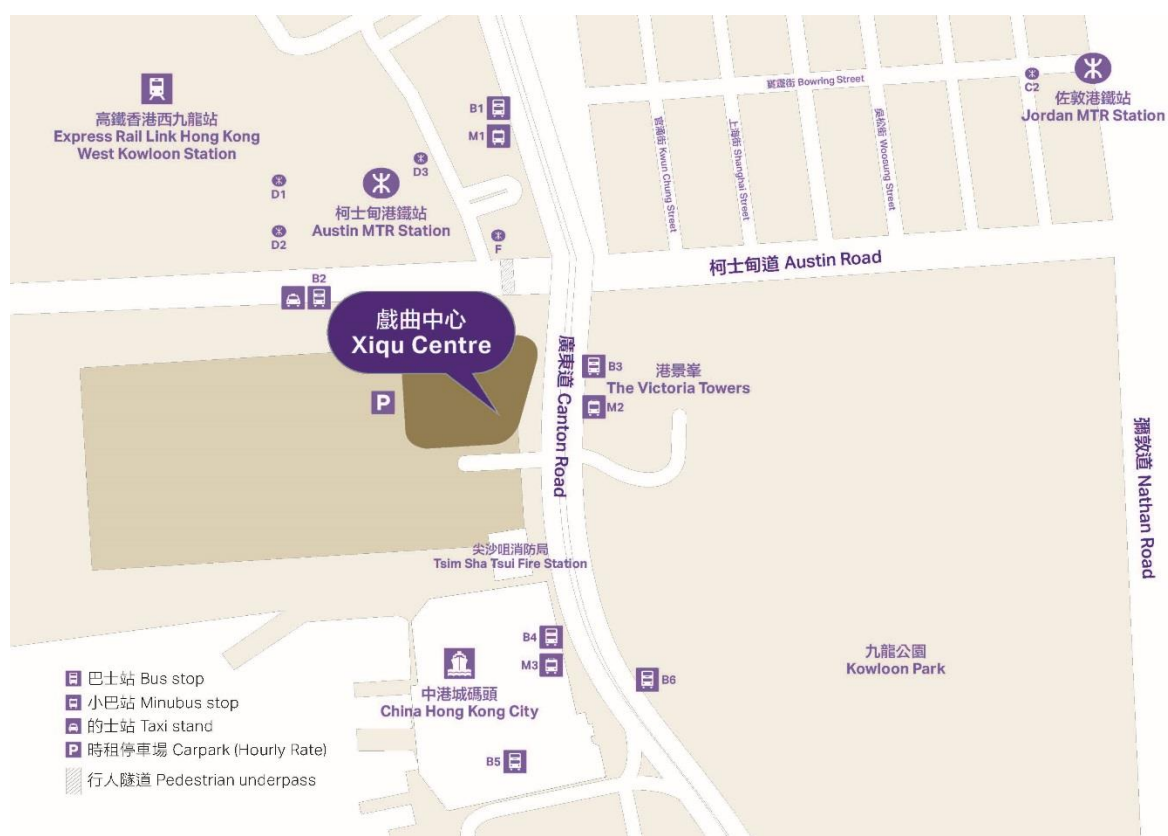 高鐵香港西九龍站
Express Rail Link Hong Kong
West Kowloon Station
D1
D2
柯士甸港鐵站
Austin MTR Station
D3
F
B1
M1
寶靈街 Bowring Street
官涌街 Kwun Chung Street
上海街 Shanghai Street
吳松街 Woosung Street
C2
佐敦港鐵站
Jordan MTR Station
柯士甸道 Austin Road
B2
戲曲中心
Xiqu Centre
P
廣東道 Canton Road
B3
M2
港景峯
The Victoria Towers
彌敦道 Nathan Road
尖沙咀消防局
Tsim Sha Tsui Fire Station
B4
M3
中港城碼頭
China Hong Kong City
B5
B6
九龍公園
Kowloon Park
巴士站 Bus stop
小巴站 Minubus stop
的士站 Taxi stand
P 時租停車場 Carpark (Hourly Rate)
行人隧道 Pedestrian underpass